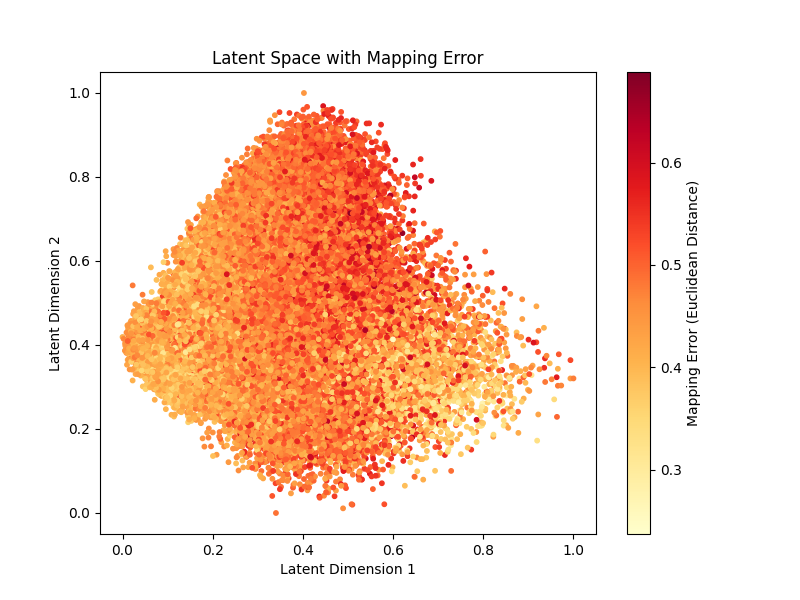 Latent Space with Mapping Error
Latent Dimension 2
1.0
0.8
0.6
0.4
0.2
0.0
0.0 0.2 0.4 0.6 0.8 1.0
Latent Dimension 1
0.6
0.5
0.4
0.3
Mapping Error (Euclidean Distance)